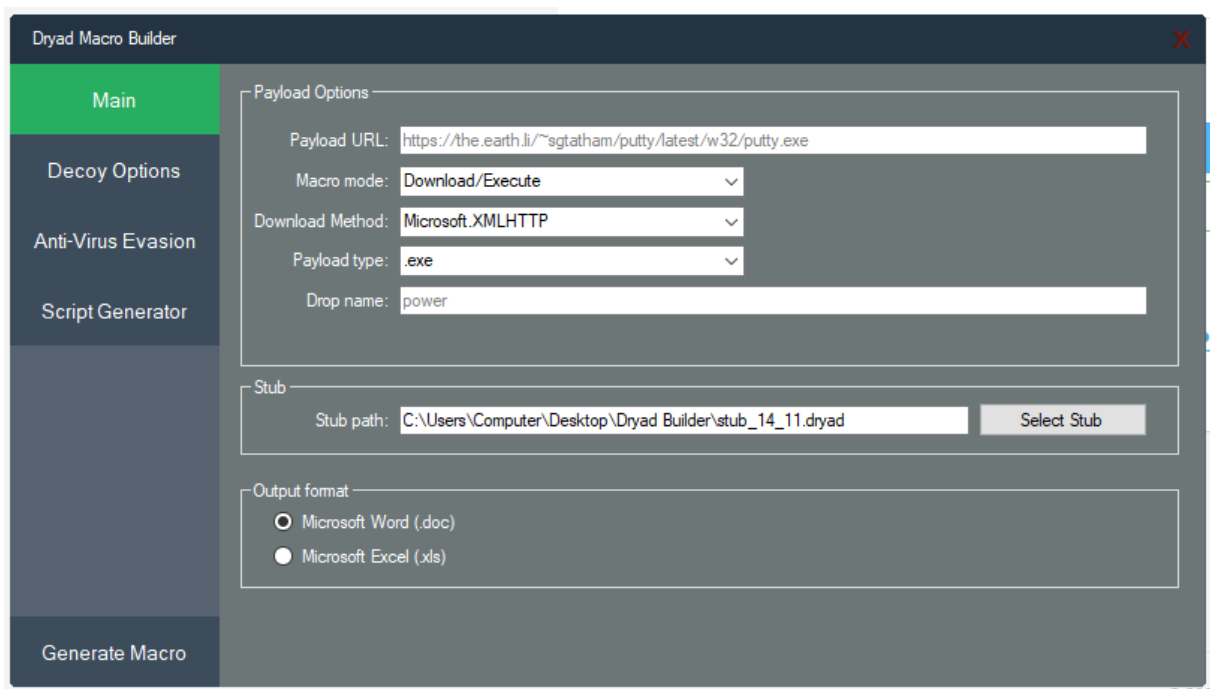 Dryad Macro Builder
X
Main
Decoy Options
Anti-Virus Evasion
Script Generator
Generate Macro
Payload Options
Payload URL: https://the.earth.li/~sgtatham/putty/latest/w32/putty.exe
Macro mode: Download/Execute
Download Method: Microsoft.XMLHTTP
Payload type: .exe
Drop name: power
Stub
Stub path: C:\Users\Computer\Desktop\Dryad Builder\stub_14_11.dryad Select Stub
Output format
Microsoft Word (.doc)
Microsoft Excel (.xls)